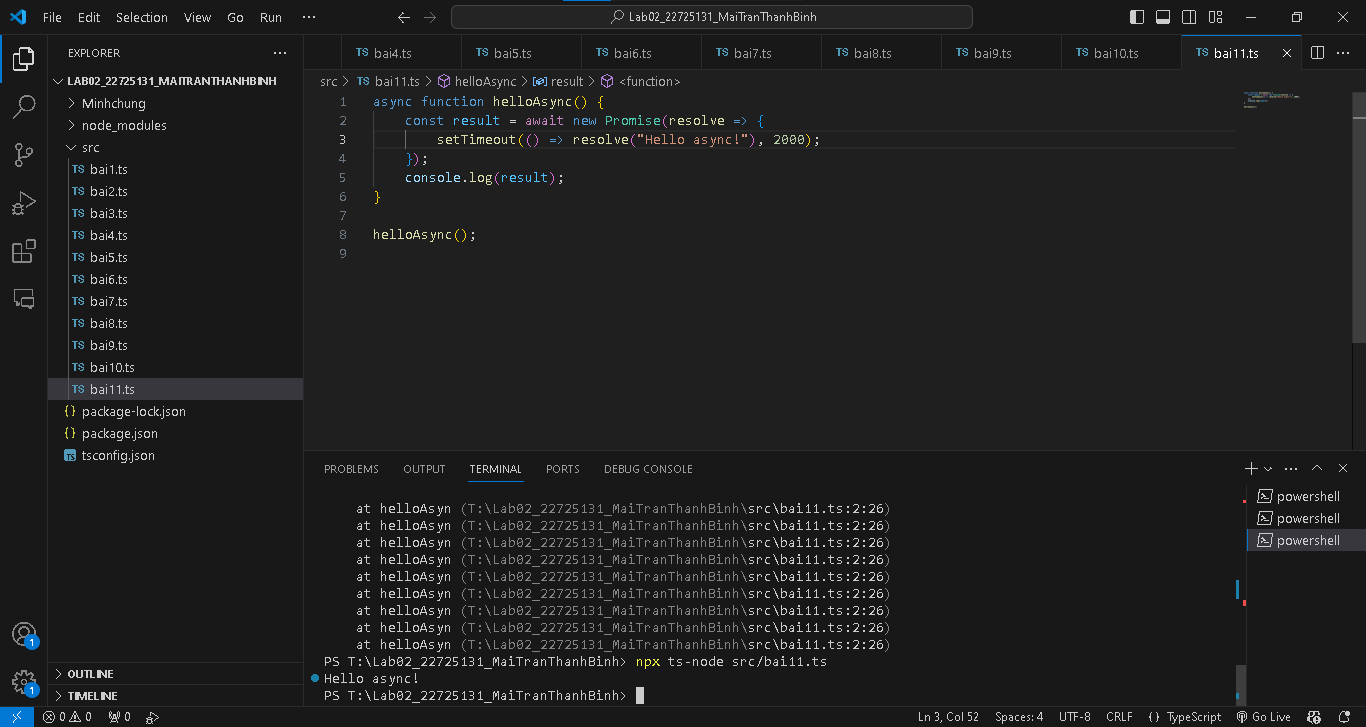 File Edit Selection View Go Run ··· Lab02_22725131_MaiTranThanhBinh
EXPLORER ···
LAB02_22725131_MAITRANTHANHBINH
Minhchung
node_modules
src
TS bai1.ts
TS bai2.ts
TS bai3.ts
TS bai4.ts
TS bai5.ts
TS bai6.ts
TS bai7.ts
TS bai8.ts
TS bai9.ts
TS bai10.ts
TS bai11.ts
{} package-lock.json
{} package.json
TS tsconfig.json
OUTLINE
TIMELINE
1
1
TS bai4.ts TS bai5.ts TS bai6.ts TS bai7.ts TS bai8.ts TS bai9.ts TS bai10.ts TS bai11.ts
src > TS bai11.ts > helloAsync > result > <function>
1 async function helloAsync() {
2 const result = await new Promise(resolve => {
3 setTimeout(() => resolve("Hello async!"), 2000);
4 });
5 console.log(result);
6 }
7
8 helloAsync();
9
PROBLEMS OUTPUT TERMINAL PORTS DEBUG CONSOLE
at helloAsyn (T:\Lab02_22725131_MaiTranThanhBinh\src\bai11.ts:2:26)
at helloAsyn (T:\Lab02_22725131_MaiTranThanhBinh\src\bai11.ts:2:26)
at helloAsyn (T:\Lab02_22725131_MaiTranThanhBinh\src\bai11.ts:2:26)
at helloAsyn (T:\Lab02_22725131_MaiTranThanhBinh\src\bai11.ts:2:26)
at helloAsyn (T:\Lab02_22725131_MaiTranThanhBinh\src\bai11.ts:2:26)
at helloAsyn (T:\Lab02_22725131_MaiTranThanhBinh\src\bai11.ts:2:26)
at helloAsyn (T:\Lab02_22725131_MaiTranThanhBinh\src\bai11.ts:2:26)
at helloAsyn (T:\Lab02_22725131_MaiTranThanhBinh\src\bai11.ts:2:26)
at helloAsyn (T:\Lab02_22725131_MaiTranThanhBinh\src\bai11.ts:2:26)
PS T:\Lab02_22725131_MaiTranThanhBinh> npx ts-node src/bai11.ts
Hello async!
PS T:\Lab02_22725131_MaiTranThanhBinh>
powershell
powershell
powershell
0 0 0 Ln 3, Col 52 Spaces: 4 UTF-8 CRLF {} TypeScript Go Live